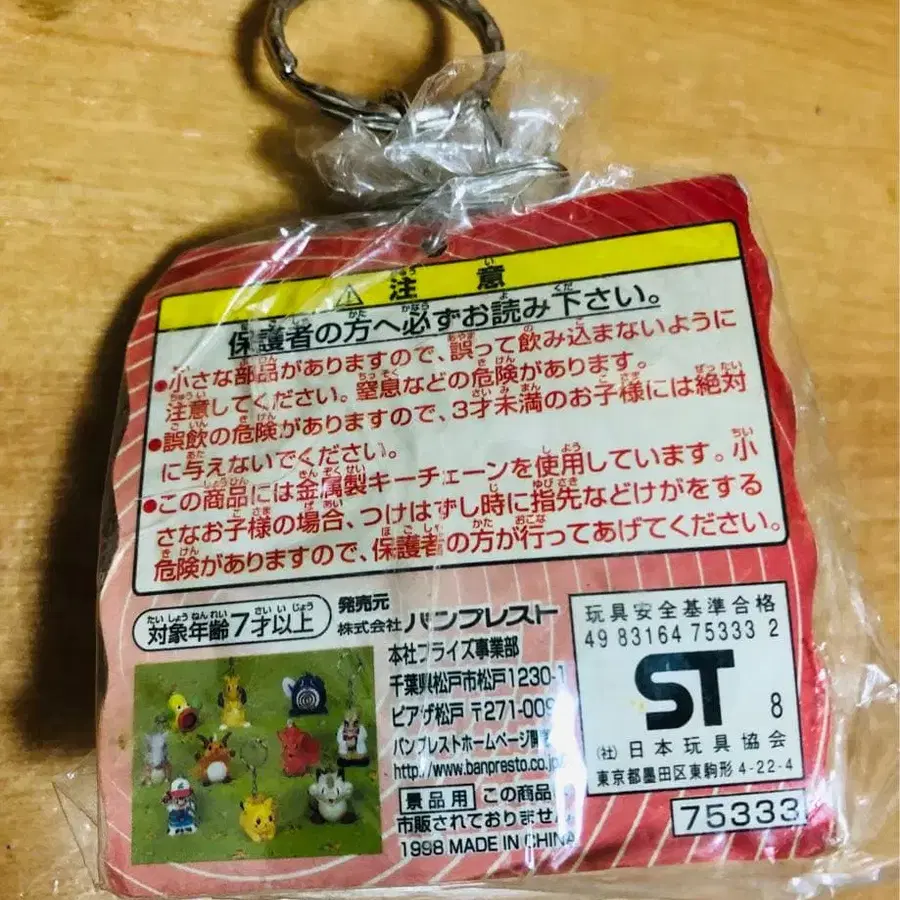 注意
保護者の方へ必ずお読み下さい。
●小さな部品がありますので、誤って飲み込まないように
注意してください。窒息などの危険があります。
●誤飲の危険がありますので、3才未満のお子様には絶対
に与えないでください。
●この商品には金属製キーチェーンを使用しています。小
さなお子様の場合、つけはずし時に指先などけがをする
危険がありますので、保護者の方が行ってあげてください。
対象年齢7才以上
発売元
株式会社 バンプレスト
本社プライズ事業部
千葉県松戸市松戸1230-1
ピアザ松戸 〒271-009
バンプレストホームページ開
http://www.banpresto.co.jp
景品用 この商品
市販されておりません
1998 MADE IN CHINA
玩具安全基準合格
49 83164 75333 2
ST 8
(社)日本玩具協会
東京都墨田区東駒形4-22-4
75333